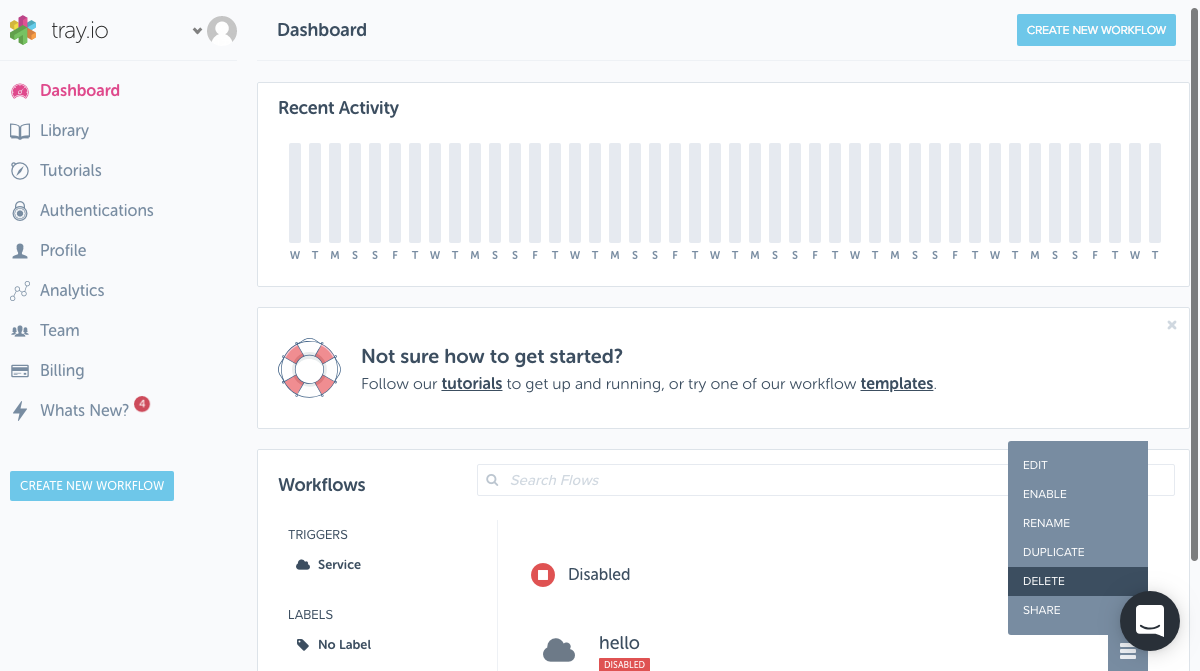 tray.io
Dashboard
CREATE NEW WORKFLOW
Dashboard
Library
Tutorials
Authentications
Profile
Analytics
Team
Billing
Whats New? 4
CREATE NEW WORKFLOW
Recent Activity
W T M S S F T W T M S S F T W T M S S F T W T M S S F T W T M S S F T W T M S S F T W T
Not sure how to get started?
Follow our tutorials to get up and running, or try one of our workflow templates.
Workflows
Search Flows
TRIGGERS
Service
LABELS
No Label
Disabled
hello
DISABLED
EDIT
ENABLE
RENAME
DUPLICATE
DELETE
SHARE